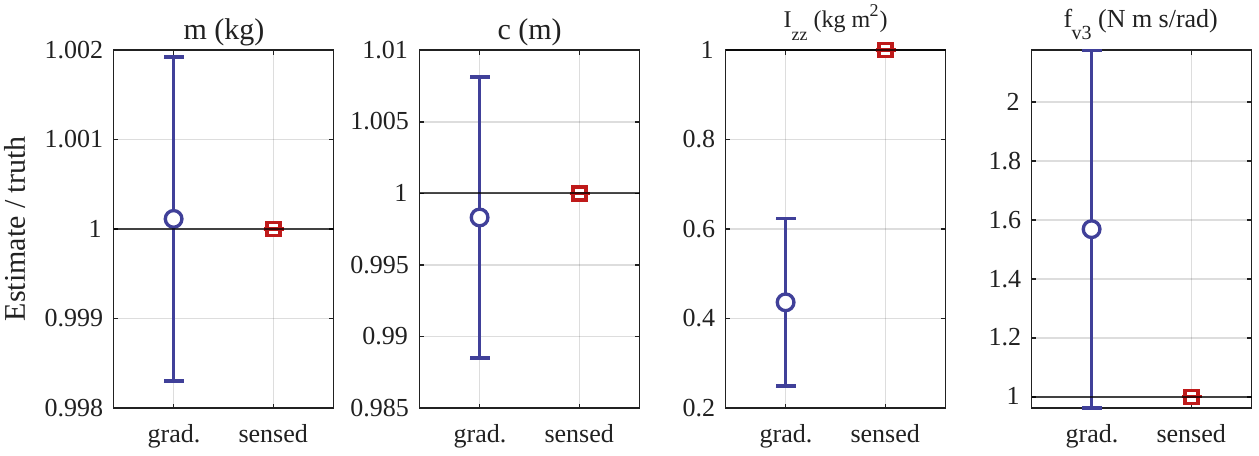 Estimate / truth
m (kg)
1.002
1.001
1
0.999
0.998
grad. sensed
c (m)
1.01
1.005
1
0.995
0.99
0.985
grad. sensed
I_zz (kg m^2)
1
0.8
0.6
0.4
0.2
grad. sensed
f_v3 (N m s/rad)
2
1.8
1.6
1.4
1.2
1
grad. sensed